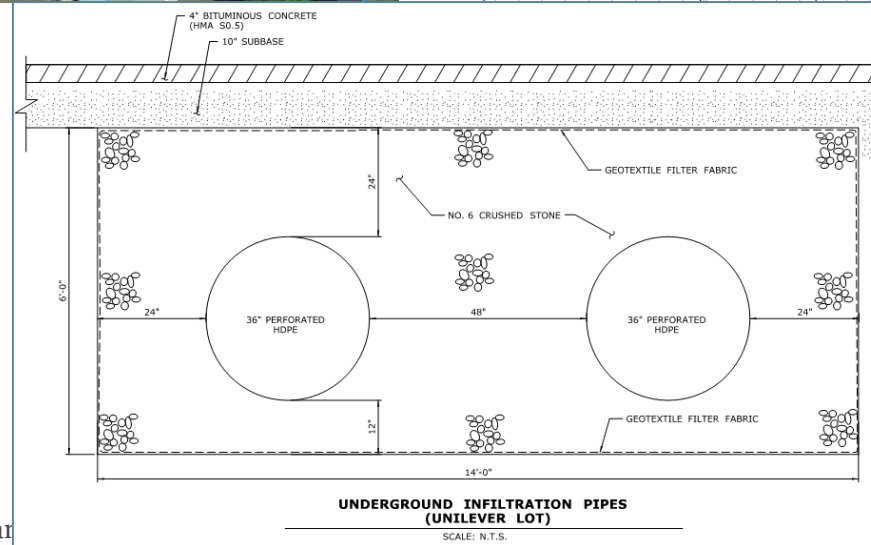 4" BITUMINOUS CONCRETE
(HMA S0.5)
10" SUBBASE
24"
GEOTEXTILE FILTER FABRIC
NO. 6 CRUSHED STONE
6'-0"
24"
36" PERFORATED
HDPE
48"
36" PERFORATED
HDPE
24"
12"
GEOTEXTILE FILTER FABRIC
14'-0"
UNDERGROUND INFILTRATION PIPES
(UNILEVER LOT)
SCALE: N.T.S.